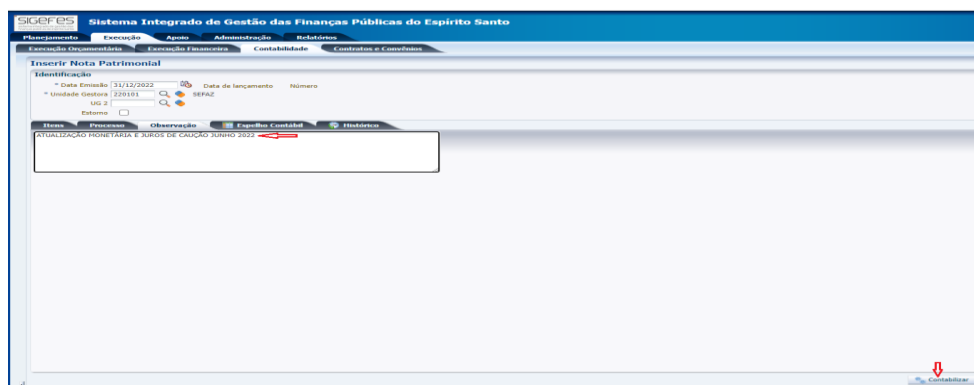 SIGEFES Sistema Integrado de Gestão das Finanças Públicas do Espírito Santo
Planejamento Execução Apoio Administração Relatórios
Execução Orçamentária Execução Financeira Contabilidade Contratos e Convênios
Inserir Nota Patrimonial
Identificação
* Data Emissão 31/12/2022 Data de lançamento Número
* Unidade Gestora 220101 SEFAZ
UG 2
Estorno
Itens Processo Observação Espelho Contábil Histórico
ATUALIZAÇÃO MONETÁRIA E JUROS DE CAUÇÃO JUNHO 2022
Contabilizar